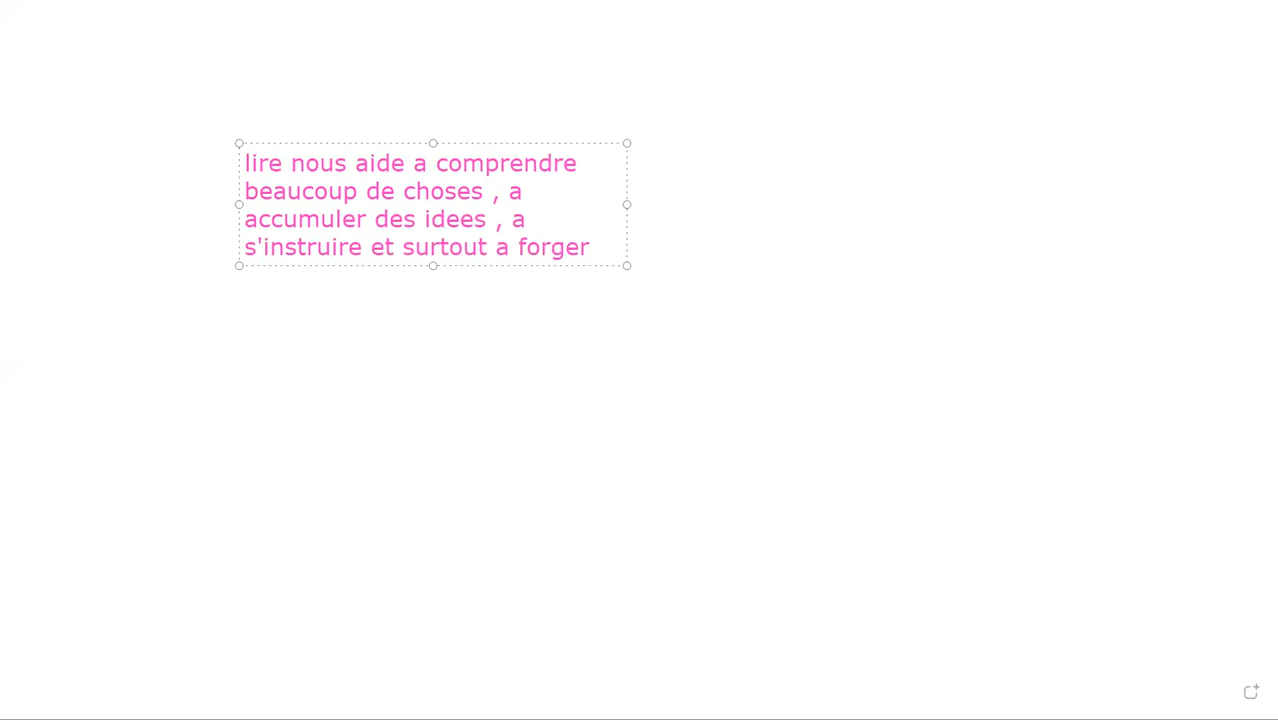 lire nous aide a comprendre
beaucoup de choses , a
accumuler des idees , a
s'instruire et surtout a forger